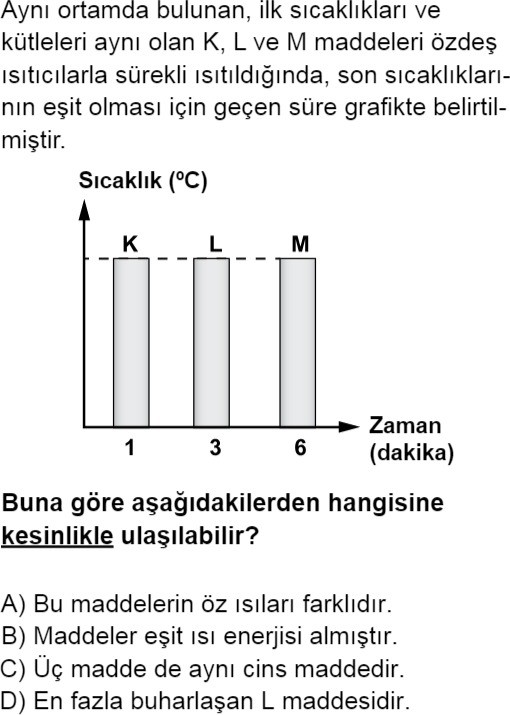 Aynı ortamda bulunan, ilk sıcaklıkları ve
kütleleri aynı olan K, L ve M maddeleri özdeş
ısıtıcılarla sürekli ısıtıldığında, son sıcaklıkları-
nın eşit olması için geçen süre grafikte belirtil-
miştir.
Sıcaklık (ºC)
K L M
Zaman
(dakika)
1 3 6
Buna göre aşağıdakilerden hangisine
kesinlikle ulaşılabilir?
A) Bu maddelerin öz ısıları farklıdır.
B) Maddeler eşit ısı enerjisi almıştır.
C) Üç madde de aynı cins maddedir.
D) En fazla buharlaşan L maddesidir.